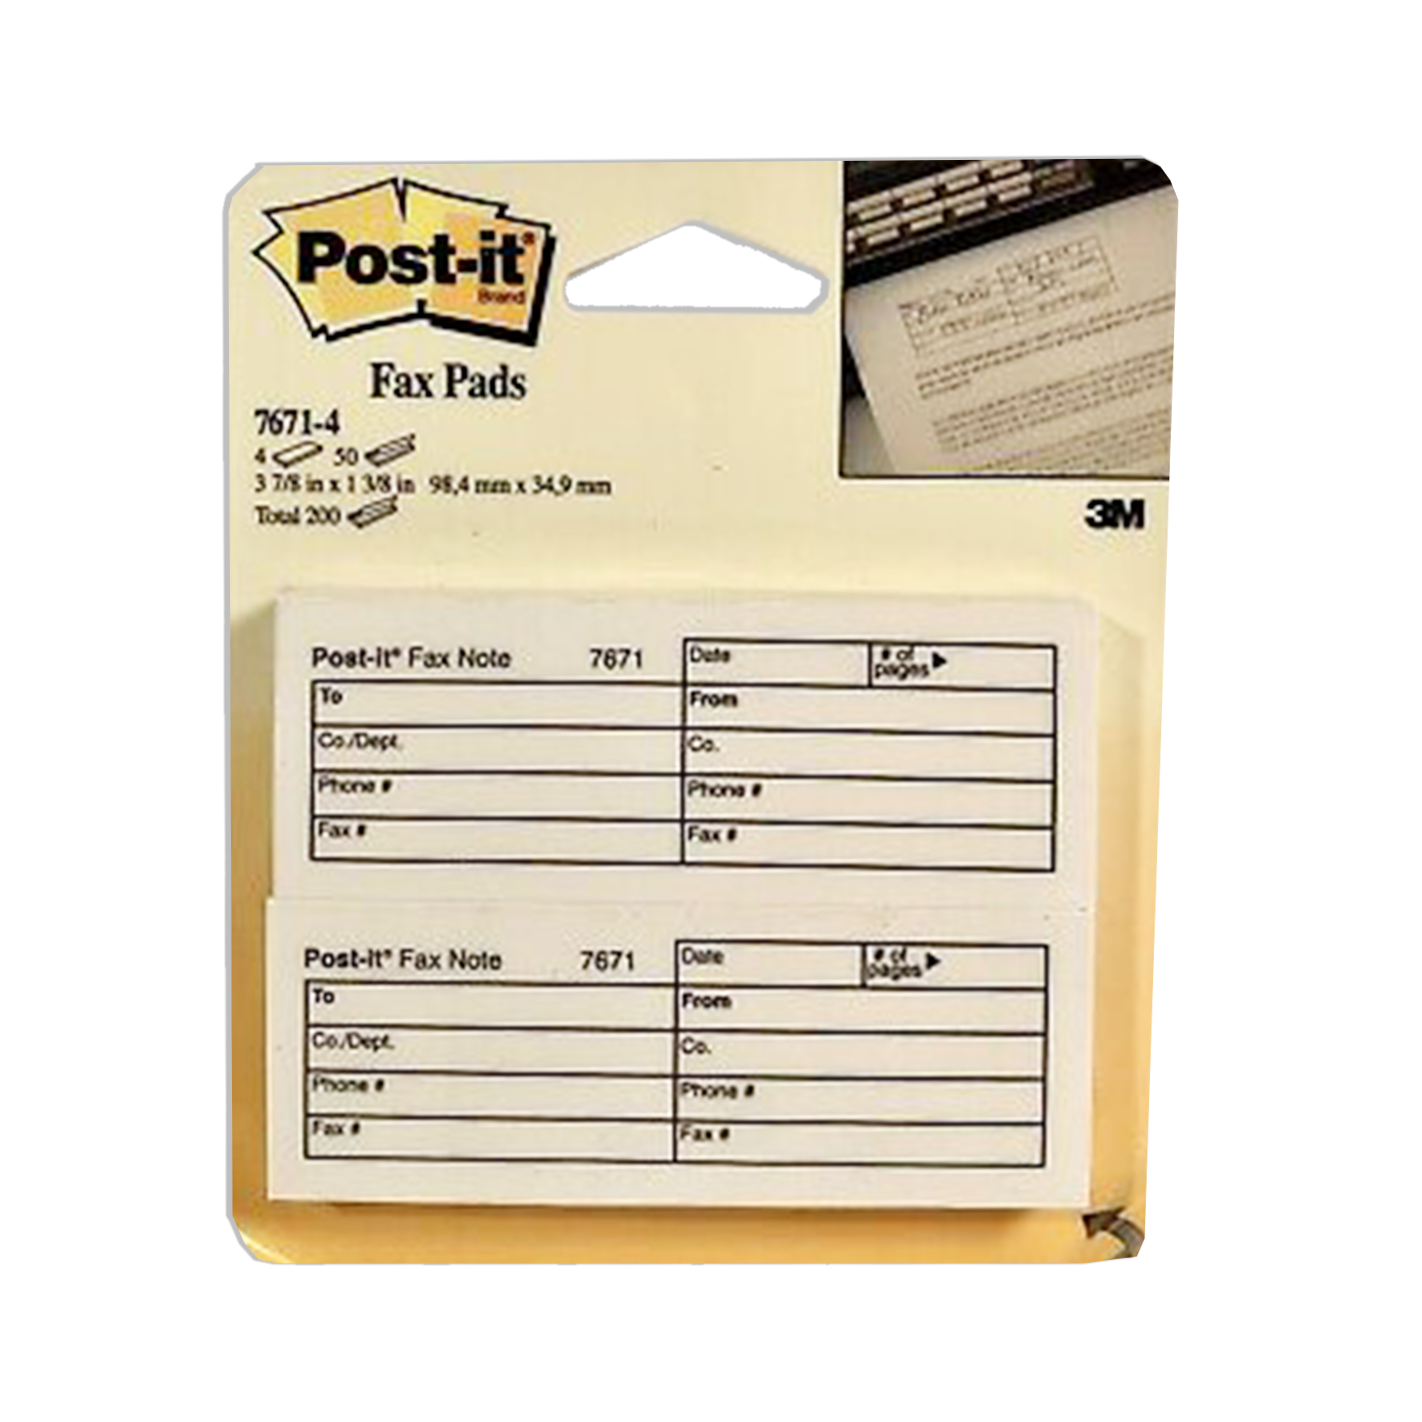 Post-it®
Brand
Fax Pads
7671-4
4 50
3 7/8 in x 1 3/8 in 98,4 mm x 34,9 mm
Total 200
3M
Post-it® Fax Note 7671 Date # of pages ▶
To From
Co./Dept. Co.
Phone # Phone #
Fax # Fax #
Post-it® Fax Note 7671 Date # of pages ▶
To From
Co./Dept. Co.
Phone # Phone #
Fax # Fax #